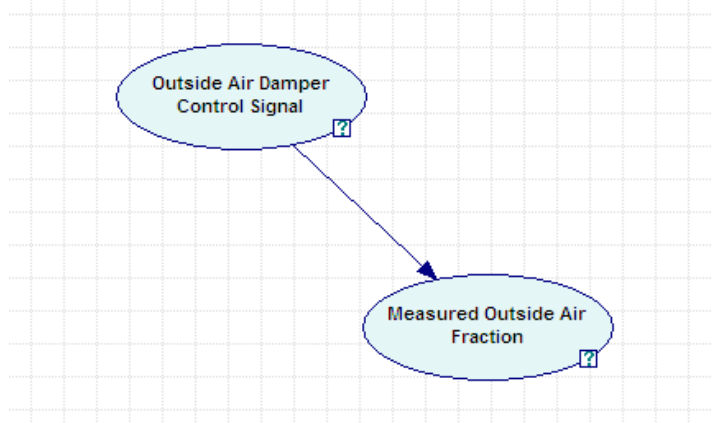 Outside Air Damper
Control Signal
?
Measured Outside Air
Fraction
?